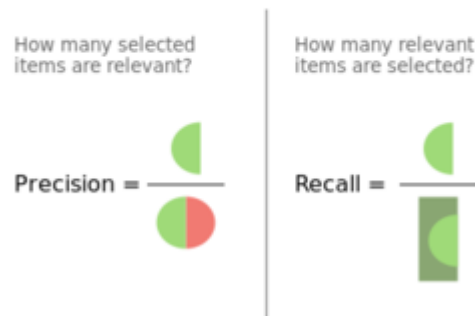 How many selected
items are relevant?
Precision =
How many relevant
items are selected?
Recall =